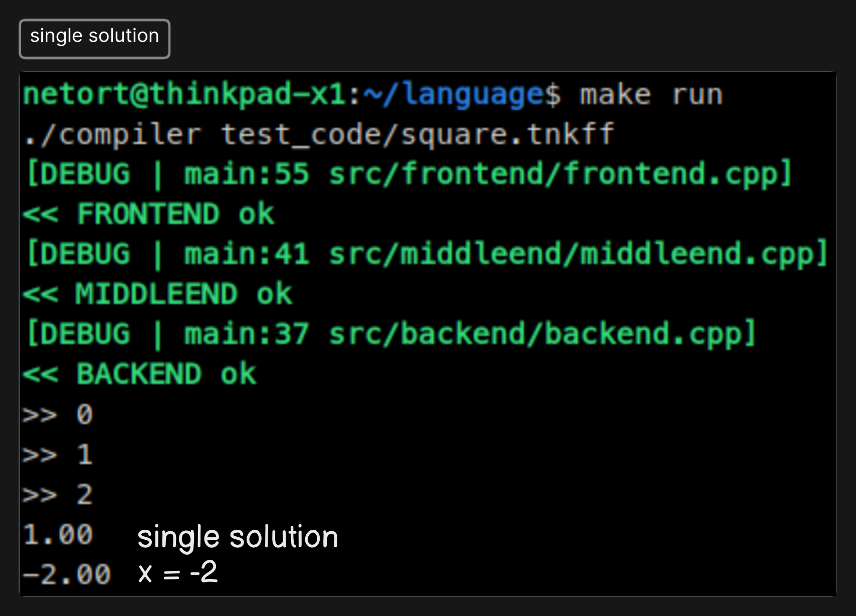 single solution
netort@thinkpad-x1:~/language$ make run
./compiler test_code/square.tnkff
[DEBUG | main:55 src/frontend/frontend.cpp]
<< FRONTEND ok
[DEBUG | main:41 src/middleend/middleend.cpp]
<< MIDDLEEND ok
[DEBUG | main:37 src/backend/backend.cpp]
<< BACKEND ok
>> 0
>> 1
>> 2
1.00 single solution
-2.00 x = -2